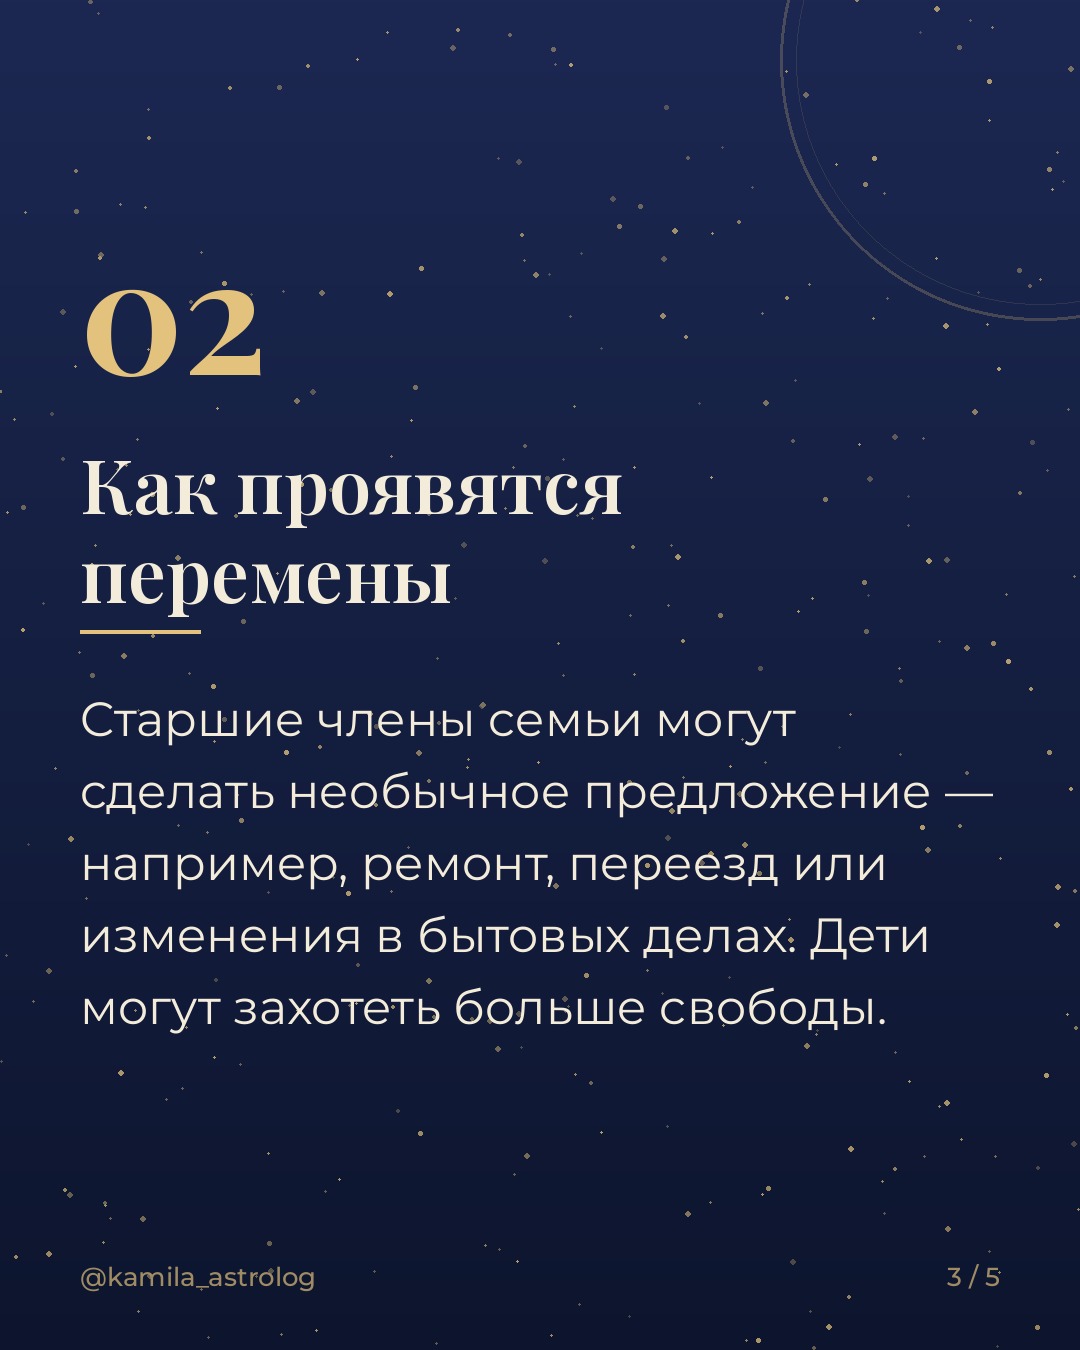 02
Как проявятся
перемены
Старшие члены семьи могут
сделать необычное предложение —
например, ремонт, переезд или
изменения в бытовых делах. Дети
могут захотеть больше свободы.
@kamila_astrolog
3 / 5